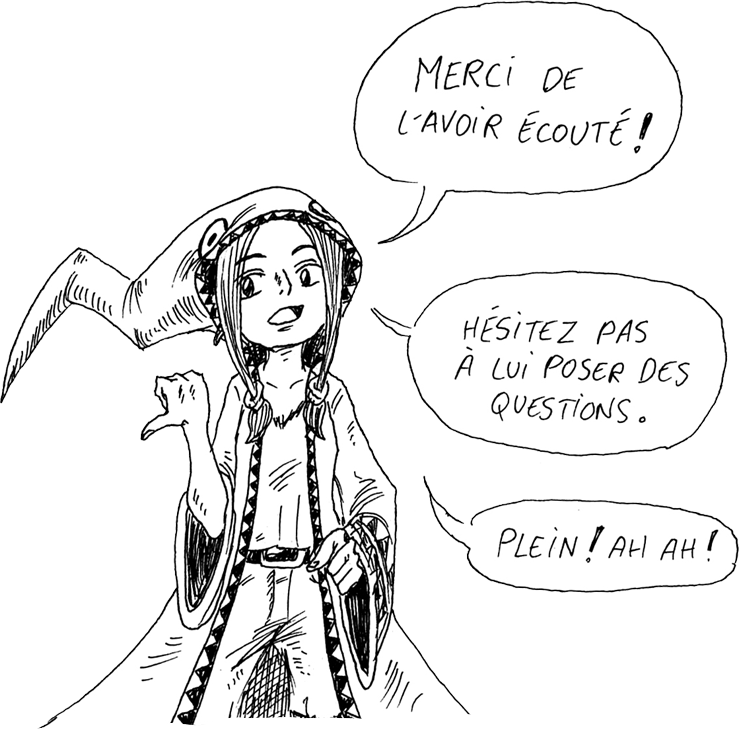 MERCI DE
L'AVOIR ÉCOUTÉ!
HÉSITEZ PAS
À LUI POSER DES
QUESTIONS.
PLEIN! AH AH!